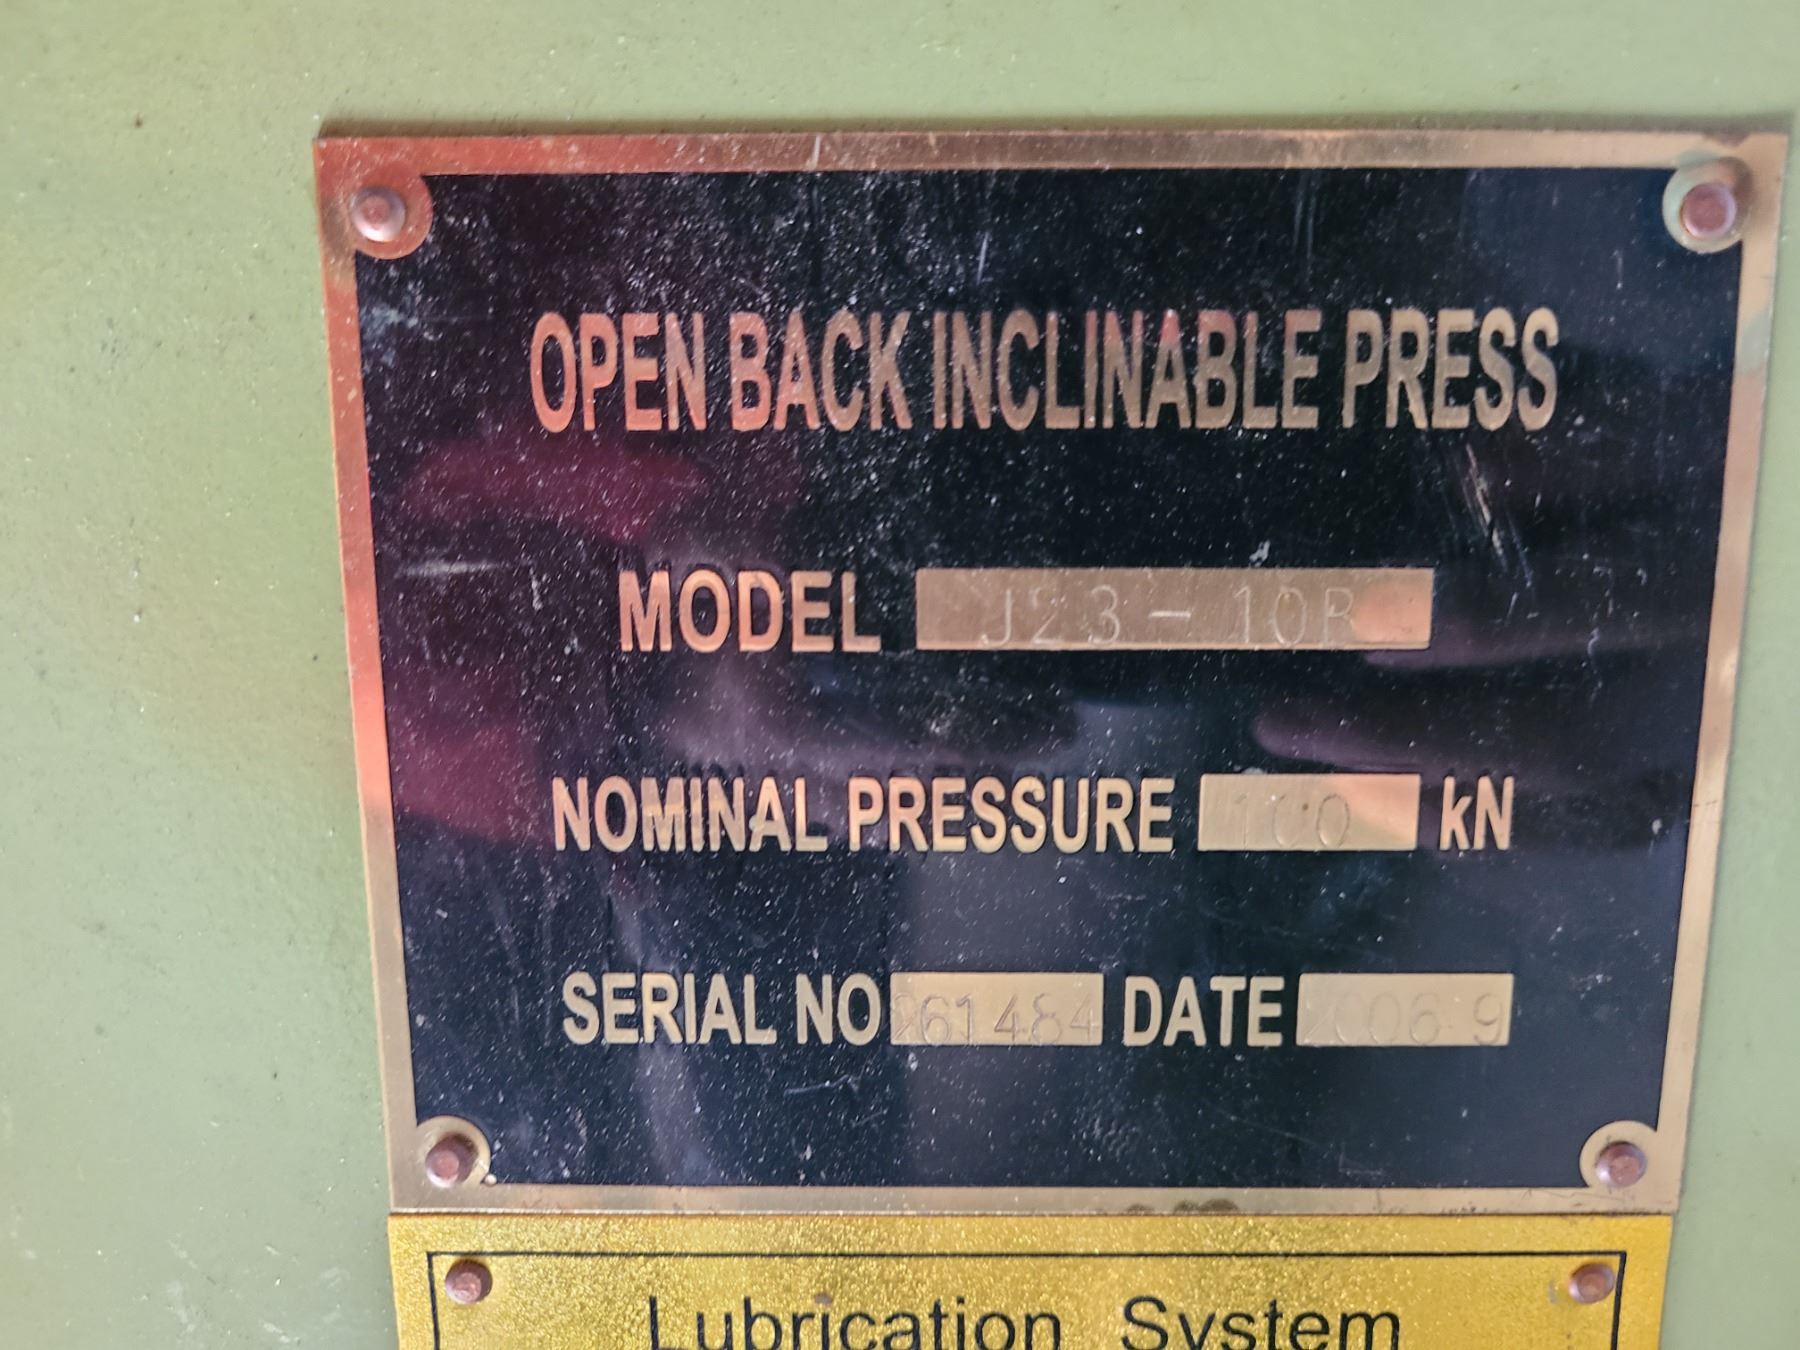 OPEN BACK INCLINABLE PRESS
MODEL J23-10B
NOMINAL PRESSURE 100 kN
SERIAL NO 261484 DATE 2006 9
Lubrication System